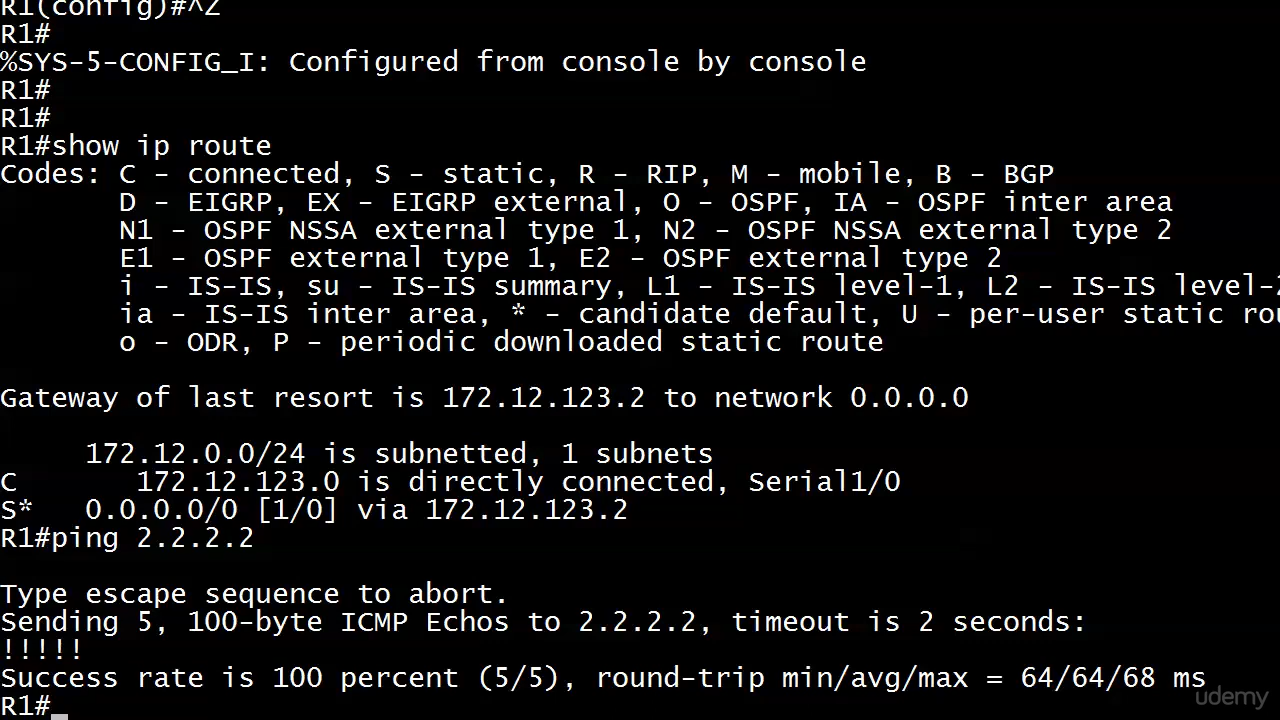 R1(config)#^Z
R1#
%SYS-5-CONFIG_I: Configured from console by console
R1#
R1#
R1#show ip route
Codes: C - connected, S - static, R - RIP, M - mobile, B - BGP
       D - EIGRP, EX - EIGRP external, O - OSPF, IA - OSPF inter area
       N1 - OSPF NSSA external type 1, N2 - OSPF NSSA external type 2
       E1 - OSPF external type 1, E2 - OSPF external type 2
       i - IS-IS, su - IS-IS summary, L1 - IS-IS level-1, L2 - IS-IS level-2
       ia - IS-IS inter area, * - candidate default, U - per-user static rou
       o - ODR, P - periodic downloaded static route
Gateway of last resort is 172.12.123.2 to network 0.0.0.0
     172.12.0.0/24 is subnetted, 1 subnets
C       172.12.123.0 is directly connected, Serial1/0
S*   0.0.0.0/0 [1/0] via 172.12.123.2
R1#ping 2.2.2.2
Type escape sequence to abort.
Sending 5, 100-byte ICMP Echos to 2.2.2.2, timeout is 2 seconds:
!!!!!
Success rate is 100 percent (5/5), round-trip min/avg/max = 64/64/68 ms
R1#
udemy